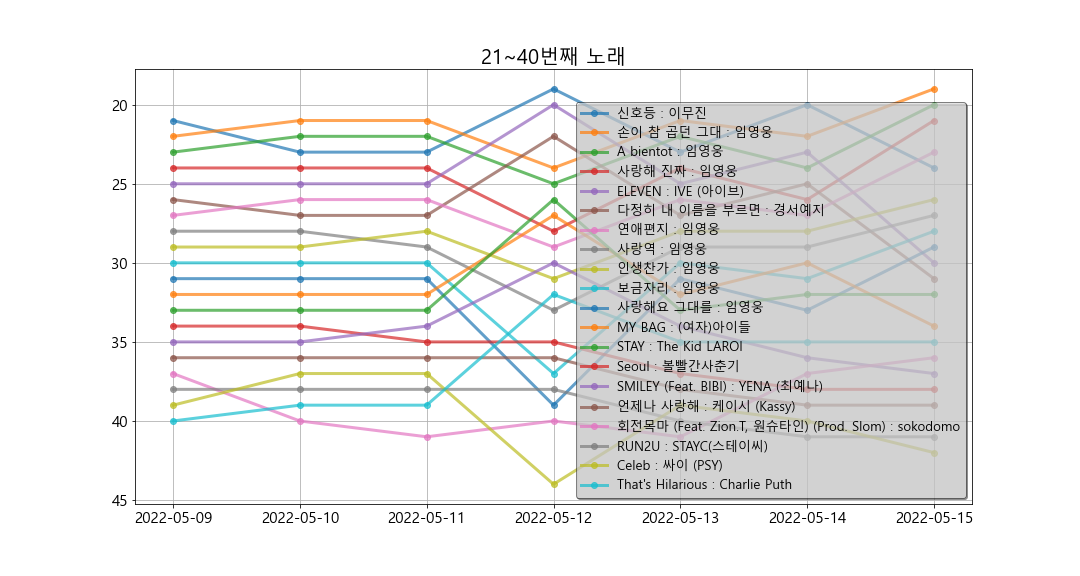 21~40번째 노래
20
25
30
35
40
45
신호등 : 이무진
손이 참 곱던 그대 : 임영웅
A bientot : 임영웅
사랑해 진짜 : 임영웅
ELEVEN : IVE (아이브)
다정히 내 이름을 부르면 : 경서예지
연애편지 : 임영웅
사랑역 : 임영웅
인생찬가 : 임영웅
보금자리 : 임영웅
사랑해요 그대를 : 임영웅
MY BAG : (여자)아이들
STAY : The Kid LAROI
Seoul : 볼빨간사춘기
SMILEY (Feat. BIBI) : YENA (최예나)
언제나 사랑해 : 케이시 (Kassy)
회전목마 (Feat. Zion.T, 원슈타인) (Prod. Slom) : sokodomo
RUN2U : STAYC(스테이씨)
Celeb : 싸이 (PSY)
That's Hilarious : Charlie Puth
2022-05-09 2022-05-10 2022-05-11 2022-05-12 2022-05-13 2022-05-14 2022-05-15